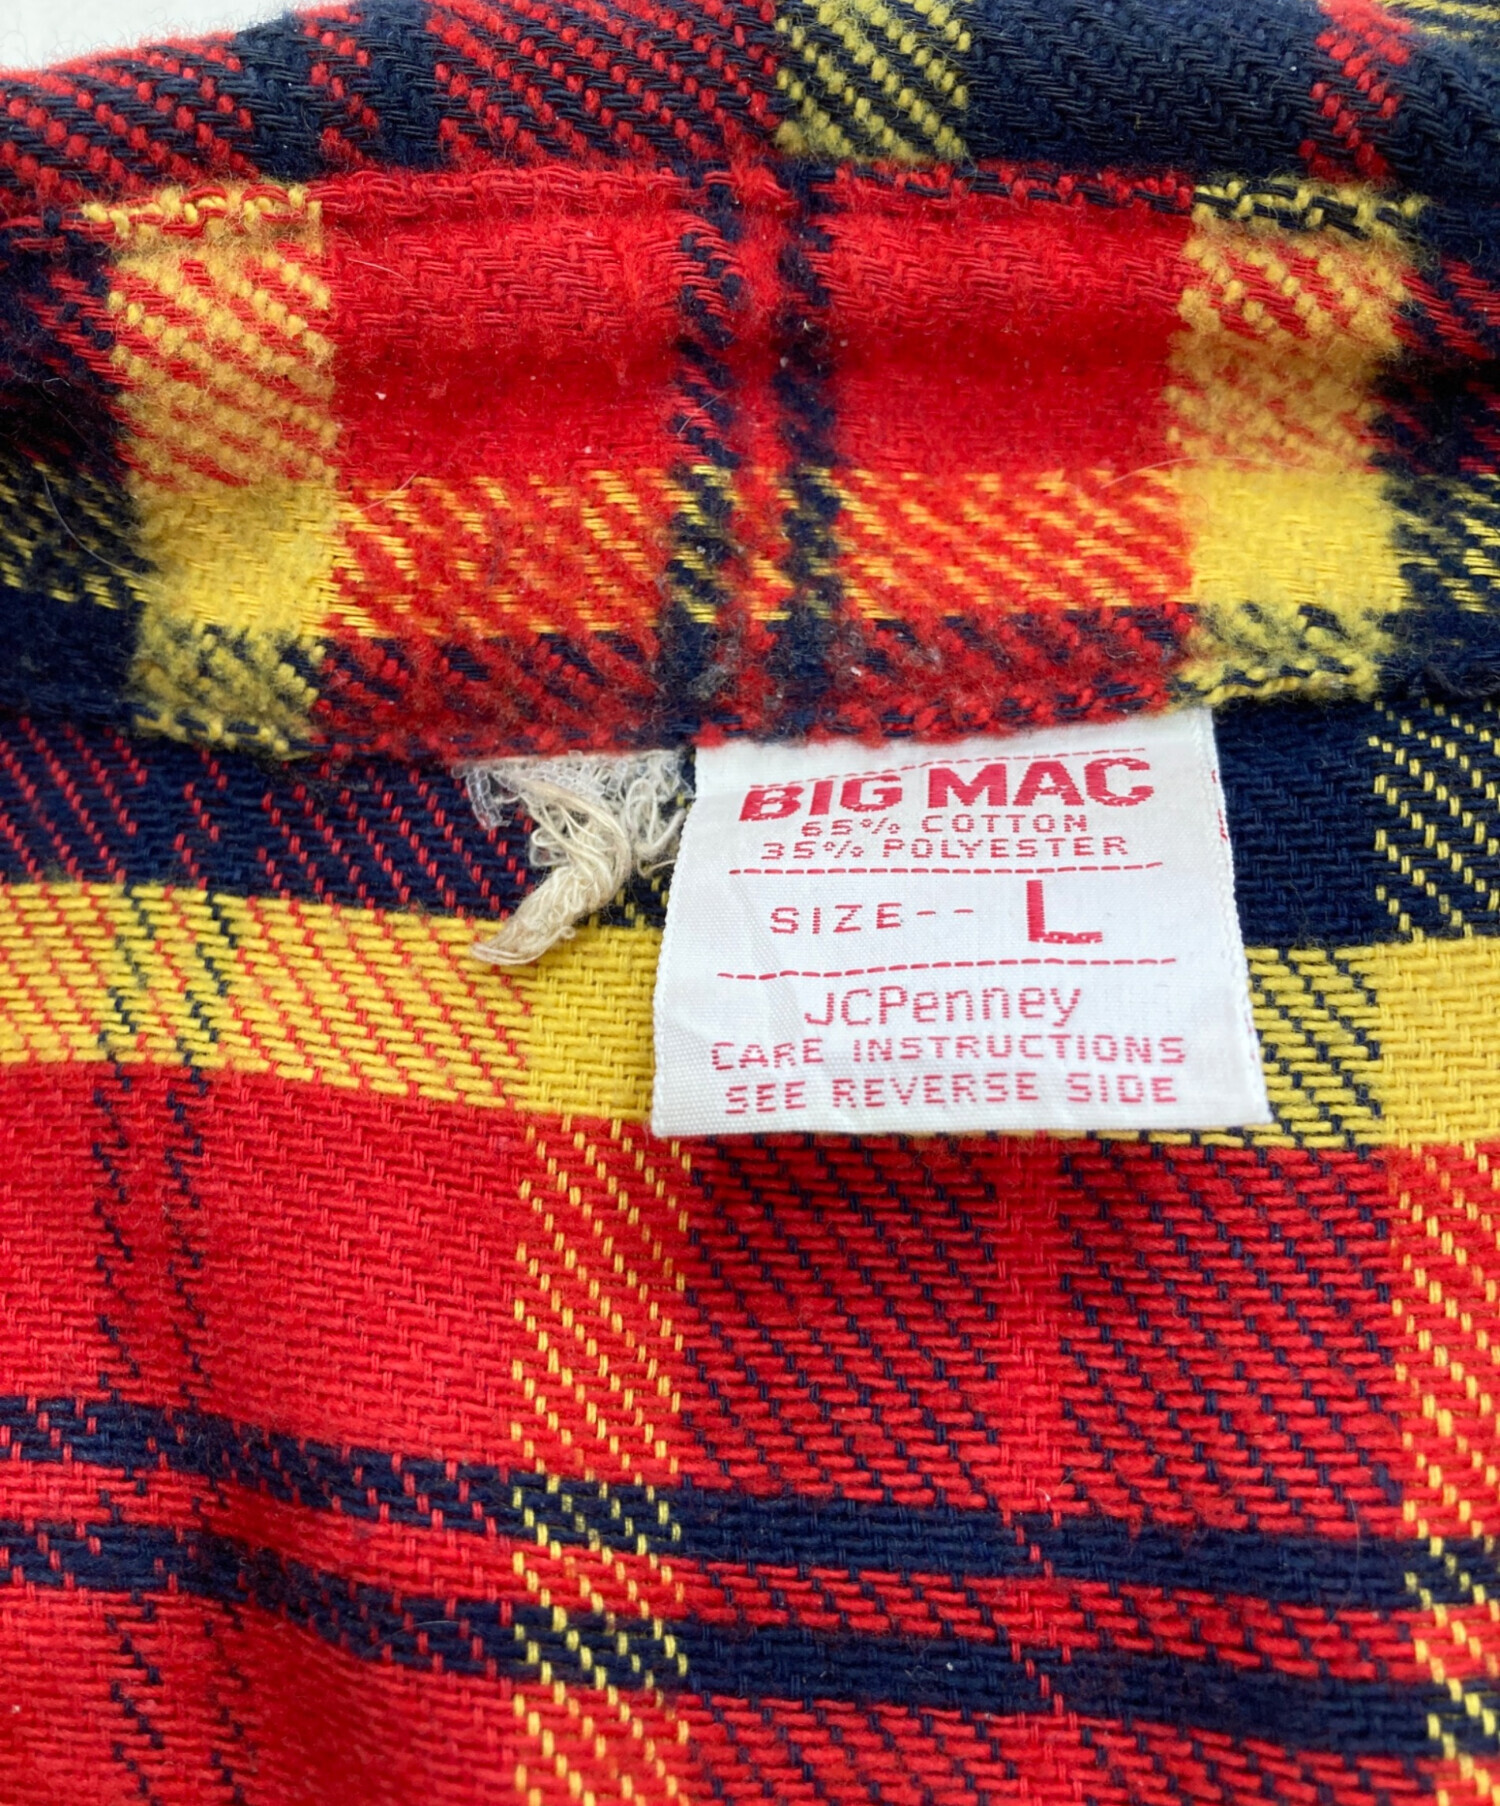 BIG MAC
65% COTTON
35% POLYESTER
SIZE-- L
JCPenney
CARE INSTRUCTIONS
SEE REVERSE SIDE